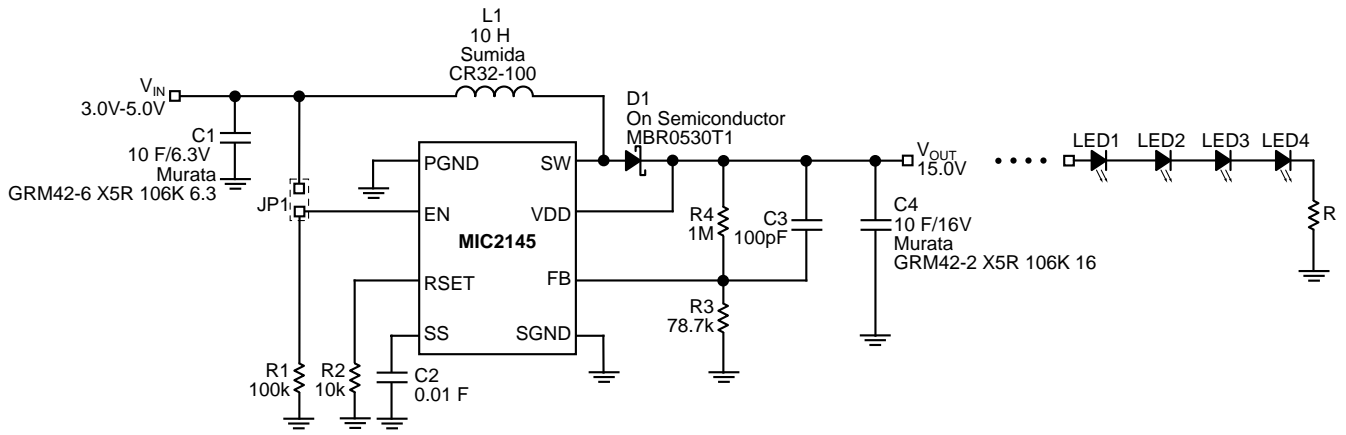 L1
10 H
Sumida
CR32-100
VIN
3.0V-5.0V
C1
10 F/6.3V
Murata
GRM42-6 X5R 106K 6.3
JP1
PGND
EN
RSET
SS
MIC2145
SW
VDD
FB
SGND
D1
On Semiconductor
MBR0530T1
R4
1M
C3
100pF
R3
78.7k
VOUT
15.0V
C4
10 F/16V
Murata
GRM42-2 X5R 106K 16
LED1
LED2
LED3
LED4
R
R1
100k
R2
10k
C2
0.01 F